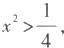 x² > 1/4,